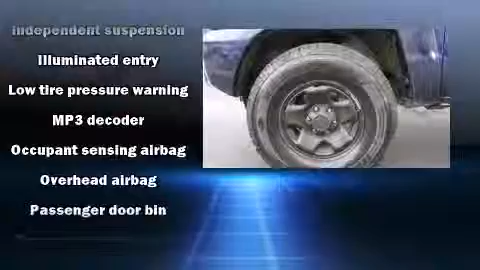 Independent suspension
Illuminated entry
Low tire pressure warning
MP3 decoder
Occupant sensing airbag
Overhead airbag
Passenger door bin